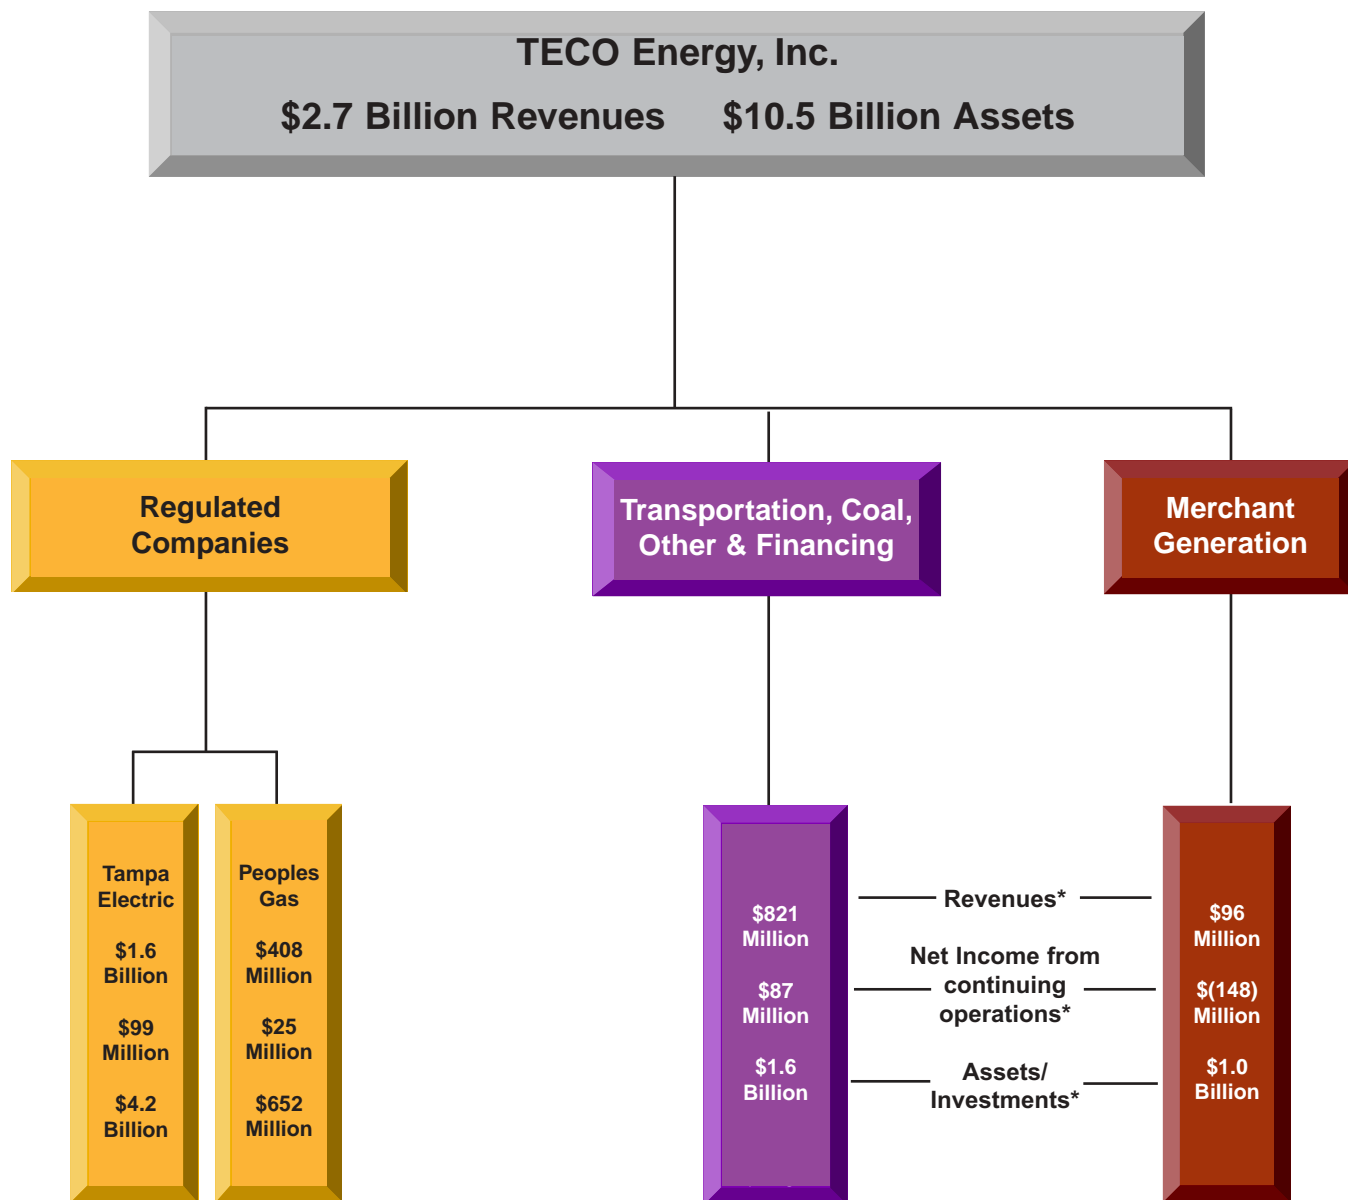 TECO Energy, Inc.
$2.7 Billion Revenues $10.5 Billion Assets
Regulated
Companies
Transportation, Coal,
Other & Financing
Merchant
Generation
Tampa
Electric
$1.6
Billion
$99
Million
$4.2
Billion
Peoples
Gas
$408
Million
$25
Million
$652
Million
$821
Million
$87
Million
$1.6
Billion
Revenues*
Net Income from
continuing
operations*
Assets/
Investments*
$96
Million
$(148)
Million
$1.0
Billion